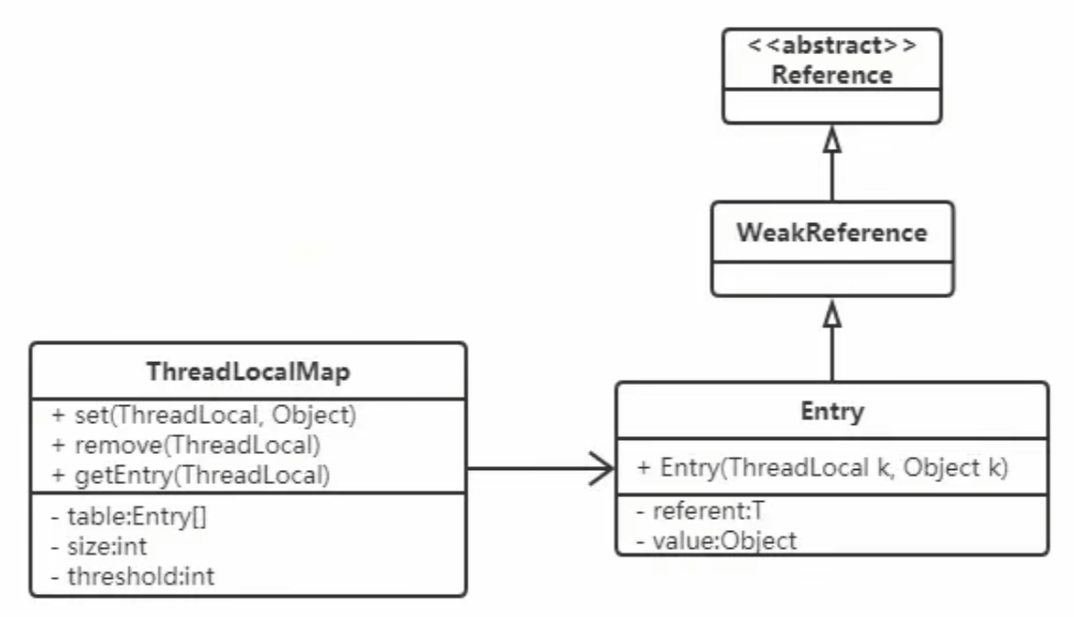 <<abstract>>
Reference
WeakReference
ThreadLocalMap
+ set(ThreadLocal, Object)
+ remove(ThreadLocal)
+ getEntry(ThreadLocal)
- table:Entry[]
- size:int
- threshold:int
Entry
+ Entry(ThreadLocal k, Object k)
- referent:T
- value:Object